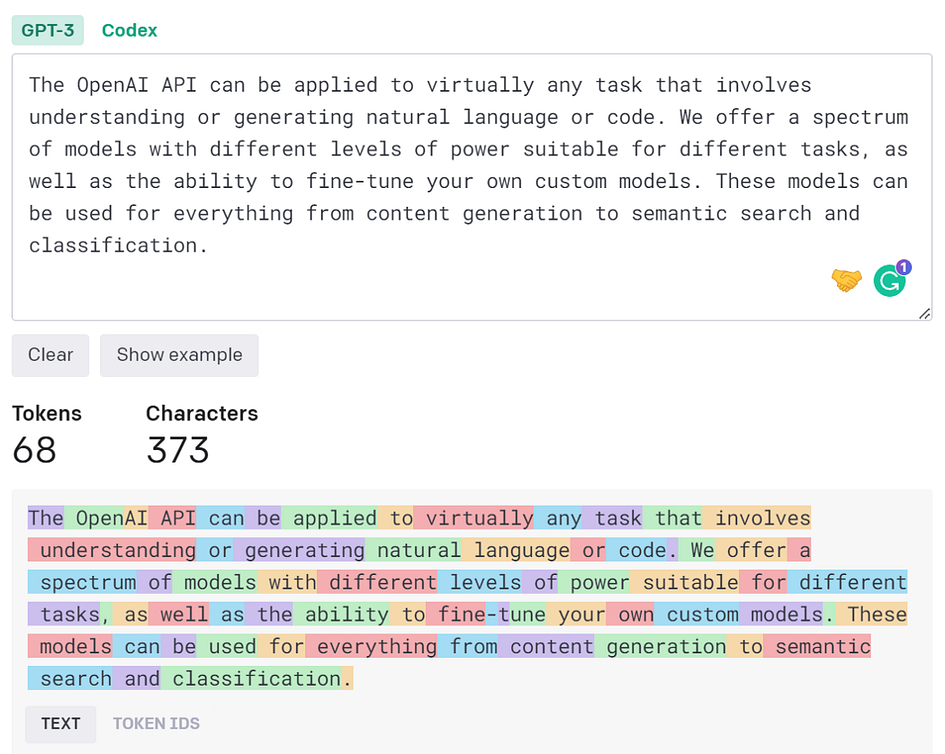 GPT-3 Codex
The OpenAI API can be applied to virtually any task that involves
understanding or generating natural language or code. We offer a spectrum
of models with different levels of power suitable for different tasks, as
well as the ability to fine-tune your own custom models. These models can
be used for everything from content generation to semantic search and
classification.
1
Clear Show example
Tokens Characters
68 373
The OpenAI API can be applied to virtually any task that involves
understanding or generating natural language or code. We offer a
spectrum of models with different levels of power suitable for different
tasks, as well as the ability to fine-tune your own custom models. These
models can be used for everything from content generation to semantic
search and classification.
TEXT TOKEN IDS